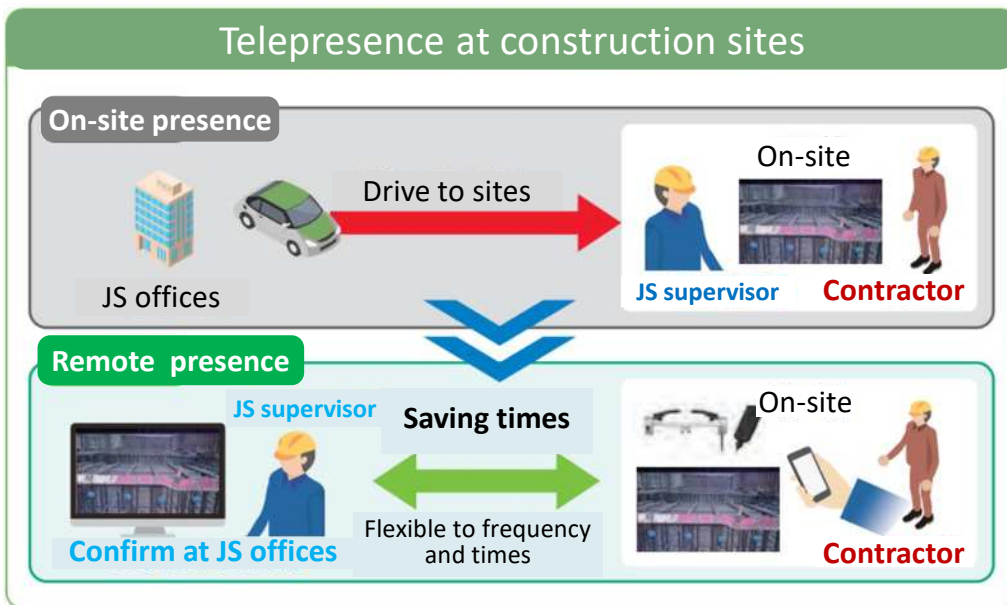 Telepresence at construction sites
On-site presence
Drive to sites
On-site
JS offices
JS supervisor
Contractor
Remote presence
JS supervisor
Saving times
On-site
Confirm at JS offices
Flexible to frequency
and times
Contractor